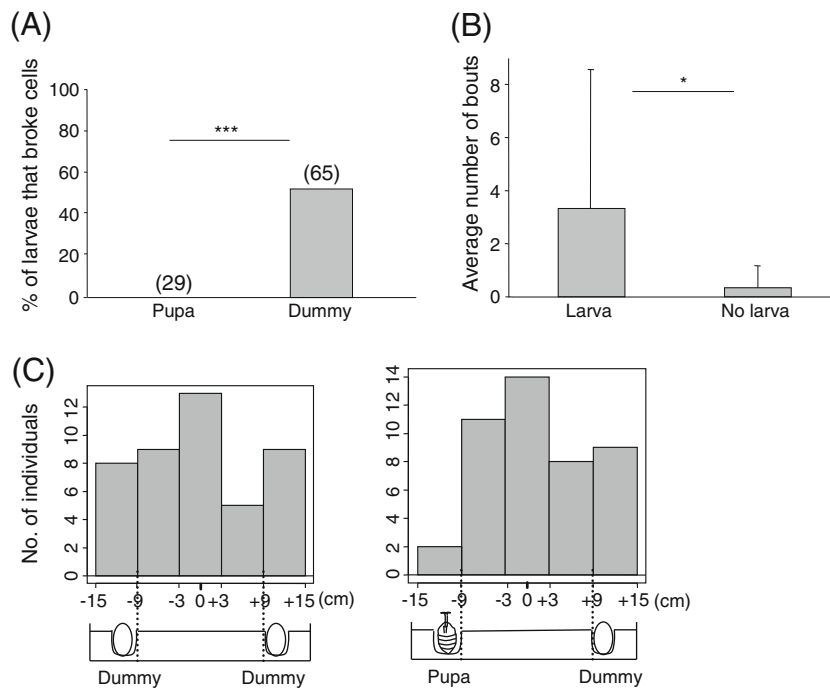 (A)
% of larvae that broke cells
100
80
60
40
20
0
***
(29)
(65)
Pupa Dummy
(B)
Average number of bouts
8
6
4
2
0
*
Larva No larva
(C)
No. of individuals
12
10
8
6
4
2
0
-15 -9 -3 0 +3 +9 +15 (cm)
Dummy Dummy
14
12
10
8
6
4
2
0
-15 -9 -3 0 +3 +9 +15 (cm)
Pupa Dummy